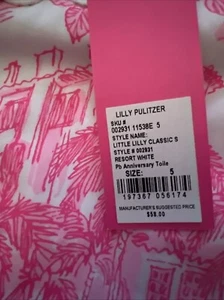 LILLY PULITZER
SKU #
002931 11538E 5
STYLE NAME:
LITTLE LILLY CLASSIC S
STYLE # 002931
RESORT WHITE
Pb Anniversary Toile
SIZE: 5
197367 056174
MANUFACTURER'S SUGGESTED PRICE
$58.00